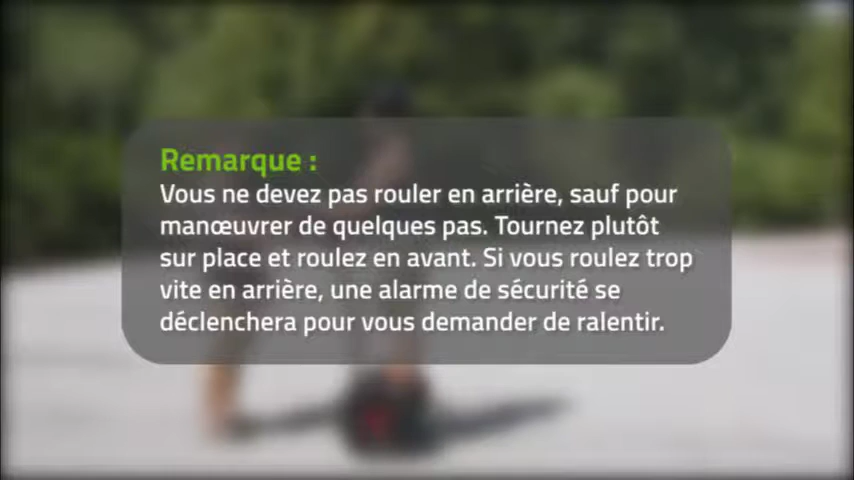 Remarque :
Vous ne devez pas rouler en arrière, sauf pour
manœuvrer de quelques pas. Tournez plutôt
sur place et roulez en avant. Si vous roulez trop
vite en arrière, une alarme de sécurité se
déclenchera pour vous demander de ralentir.